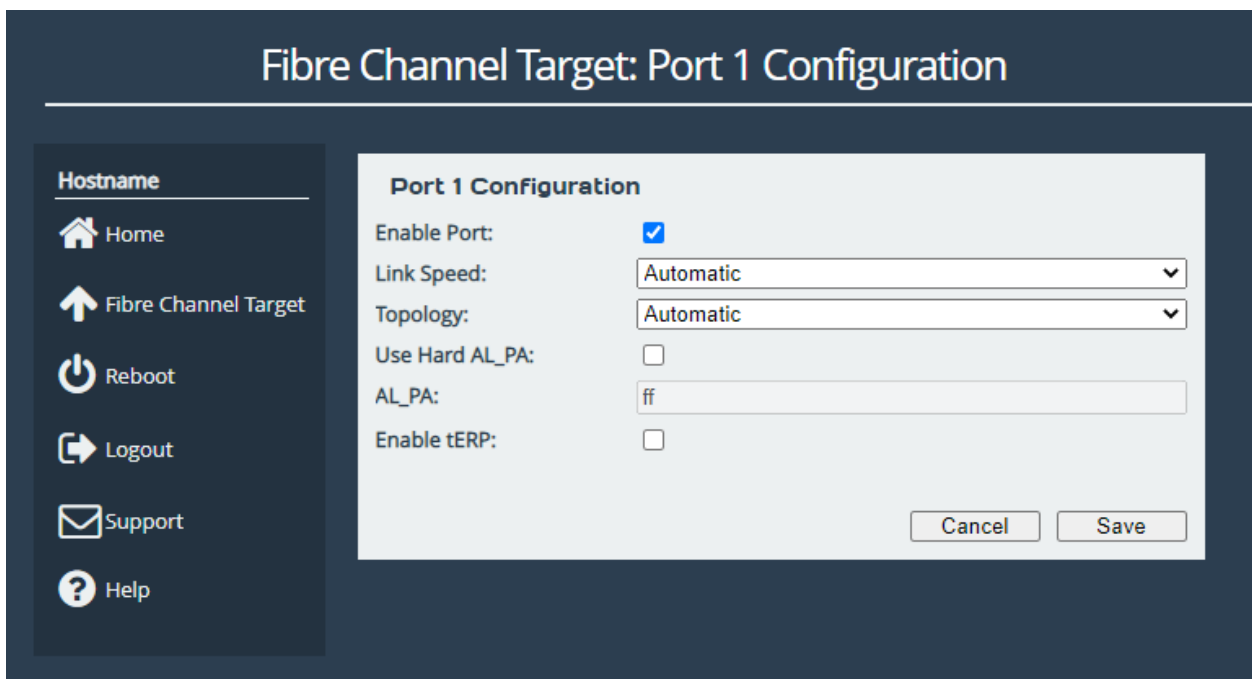 Fibre Channel Target: Port 1 Configuration
Hostname
Home
Fibre Channel Target
Reboot
Logout
Support
Help
Port 1 Configuration
Enable Port:
Link Speed: Automatic
Topology: Automatic
Use Hard AL_PA:
AL_PA: ff
Enable tERP:
Cancel Save